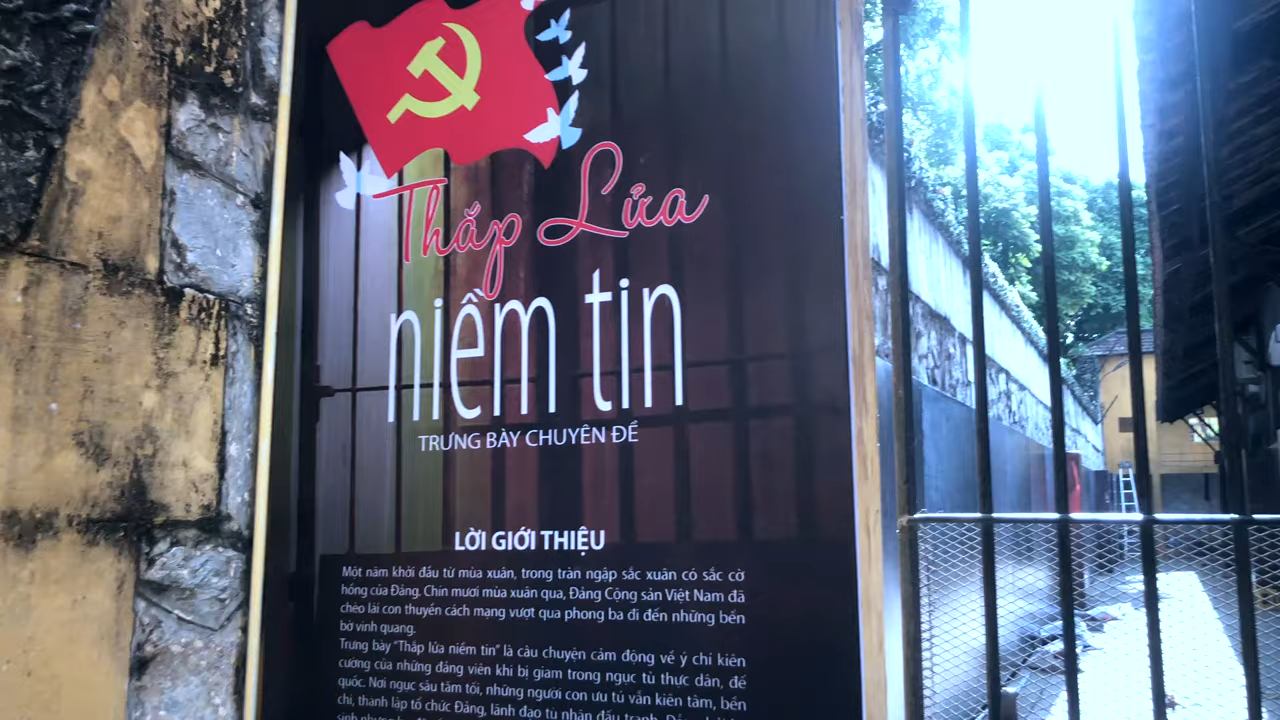 Thắp Lửa
niềm tin
TRƯNG BÀY CHUYÊN ĐỀ
LỜI GIỚI THIỆU
Một năm khởi đầu từ mùa xuân, trong tràn ngập sắc xuân có sắc cờ
hồng của Đảng. Chín mươi mùa xuân qua, Đảng Cộng sản Việt Nam đã
chèo lái con thuyền cách mạng vượt qua phong ba đi đến những bến
bờ vinh quang.
Trưng bày "Thắp lửa niềm tin" là câu chuyện cảm động về ý chí kiên
cường của những đảng viên khi bị giam trong ngục tù thực dân, đế
quốc. Nơi ngục sâu tăm tối, những người con ưu tú vẫn kiên tâm, bền
chí, thành lập tổ chức Đảng, lãnh đạo tù nhân đấu tranh.